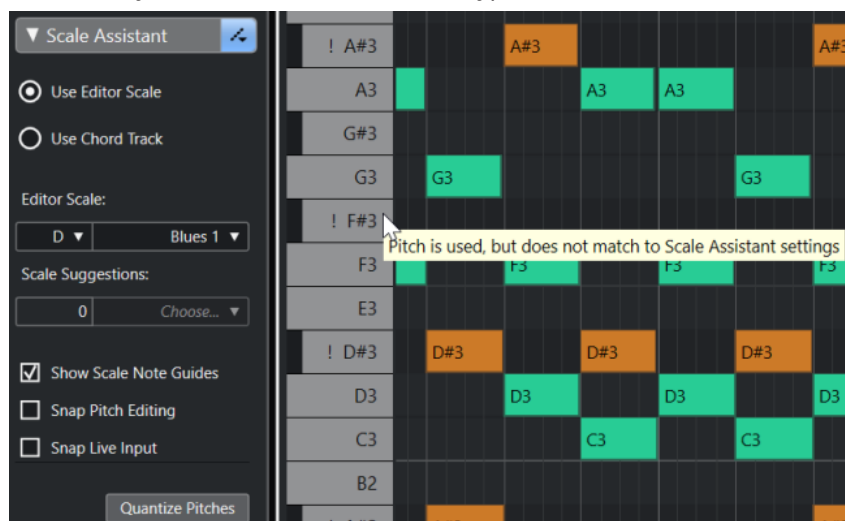 Scale Assistant
Use Editor Scale
Use Chord Track
Editor Scale:
D Blues 1
Scale Suggestions:
0 Choose...
Show Scale Note Guides
Snap Pitch Editing
Snap Live Input
Quantize Pitches
! A#3 A#3 A#3
A3 A3 A3
G#3
G3 G3 G3
! F#3
Pitch is used, but does not match to Scale Assistant settings
F3 F3 F3 F3
E3
! D#3 D#3 D#3 D#3
D3 D3 D3 D3
C3 C3 C3
B2